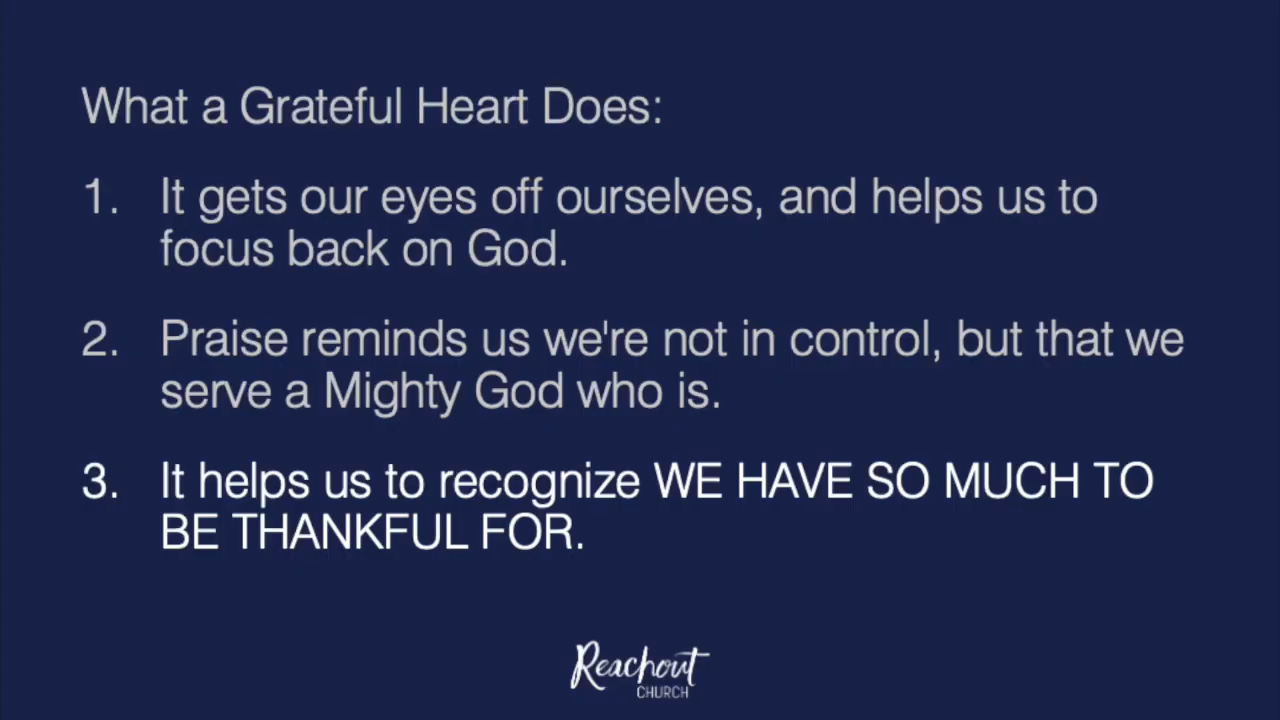 What a Grateful Heart Does:
1. It gets our eyes off ourselves, and helps us to
focus back on God.
2. Praise reminds us we're not in control, but that we
serve a Mighty God who is.
3. It helps us to recognize WE HAVE SO MUCH TO
BE THANKFUL FOR.
Reachout
CHURCH